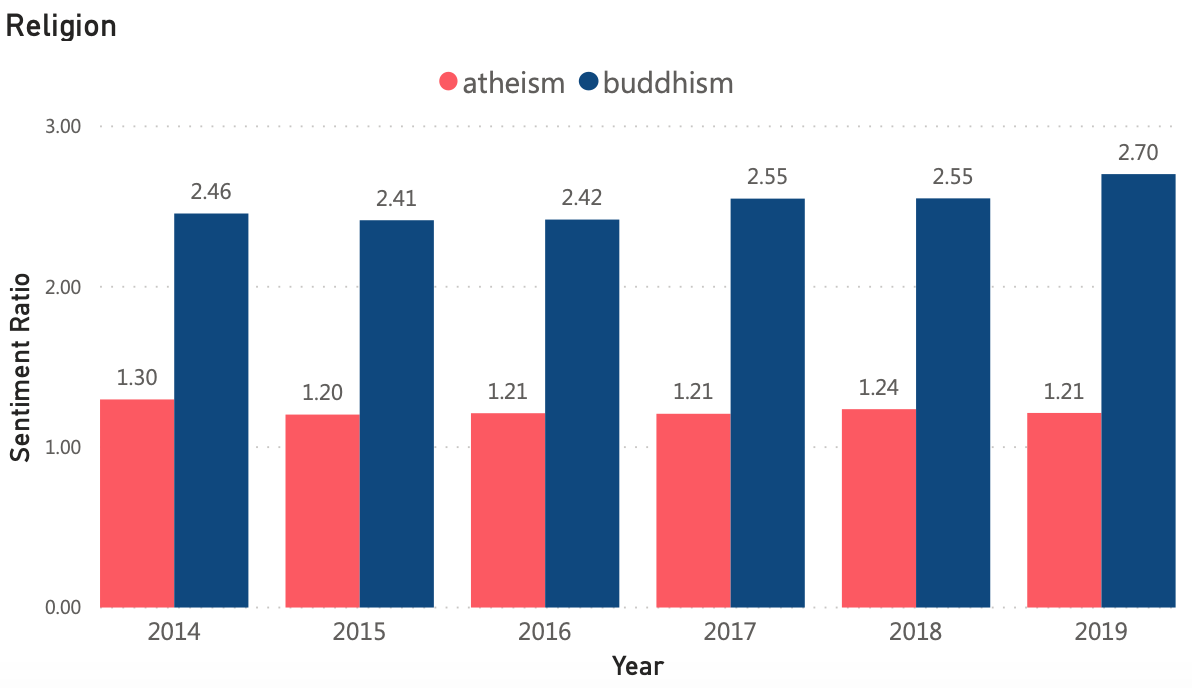 Religion
atheism buddhism
3.00
2.00
1.00
0.00
Sentiment Ratio
1.30 2.46 1.20 2.41 1.21 2.42 1.21 2.55 1.24 2.55 1.21 2.70
2014 2015 2016 2017 2018 2019
Year